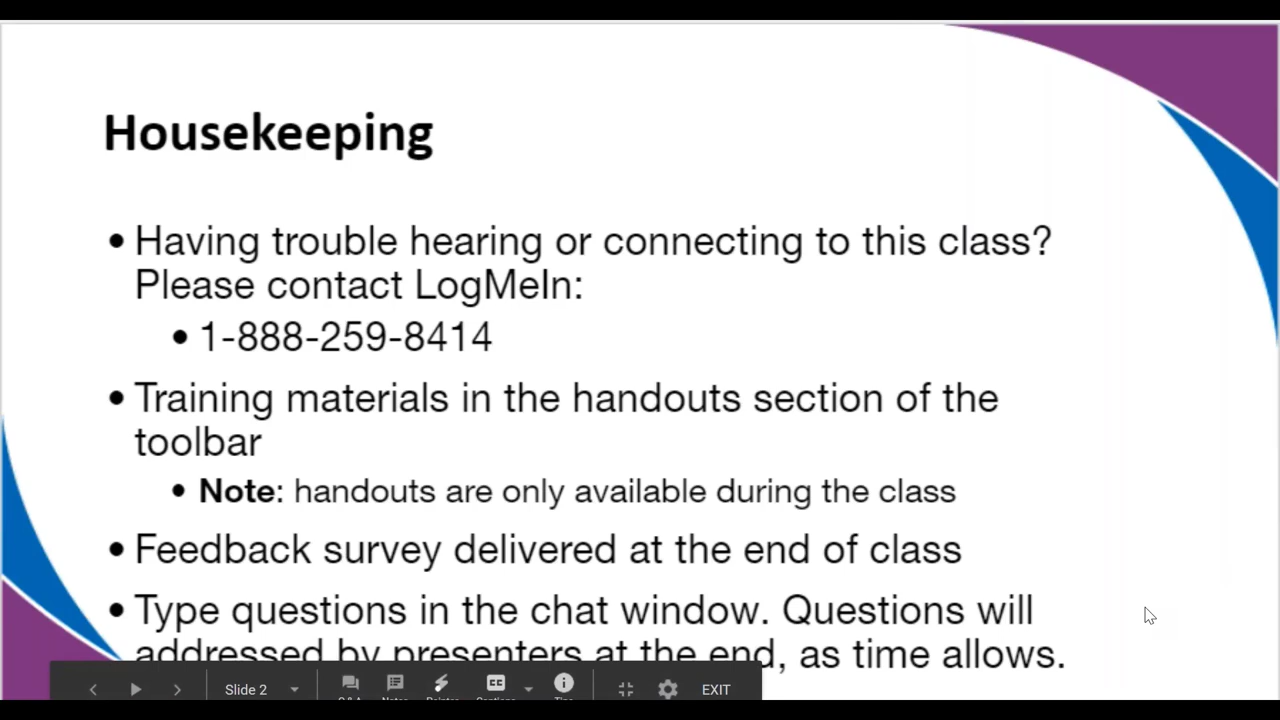 Housekeeping
• Having trouble hearing or connecting to this class?
Please contact LogMeIn:
• 1-888-259-8414
• Training materials in the handouts section of the
toolbar
• Note: handouts are only available during the class
• Feedback survey delivered at the end of class
• Type questions in the chat window. Questions will
addressed by presenters at the end, as time allows.
Slide 2
CC
EXIT